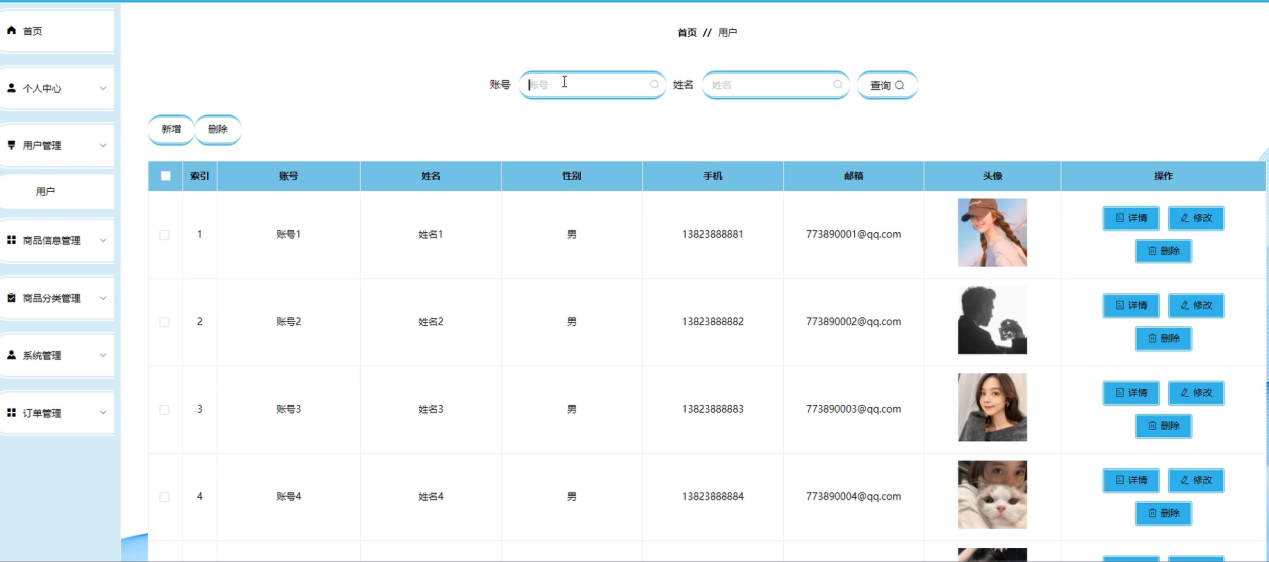 首页
个人中心
用户管理
用户
商品信息管理
商品分类管理
系统管理
订单管理
首页 // 用户
账号 账号 姓名 姓名 查询
新增 删除
索引 账号 姓名 性别 手机 邮箱 头像 操作
1 账号1 姓名1 男 13823888881 773890001@qq.com 详情 修改
删除
2 账号2 姓名2 男 13823888882 773890002@qq.com 详情 修改
删除
3 账号3 姓名3 男 13823888883 773890003@qq.com 详情 修改
删除
4 账号4 姓名4 男 13823888884 773890004@qq.com 详情 修改
删除